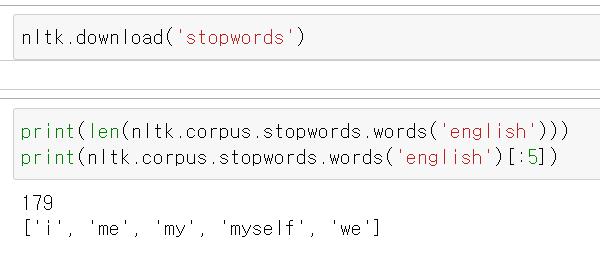 nltk.download('stopwords')
print(len(nltk.corpus.stopwords.words('english')))
print(nltk.corpus.stopwords.words('english')[:5])
179
['i', 'me', 'my', 'myself', 'we']